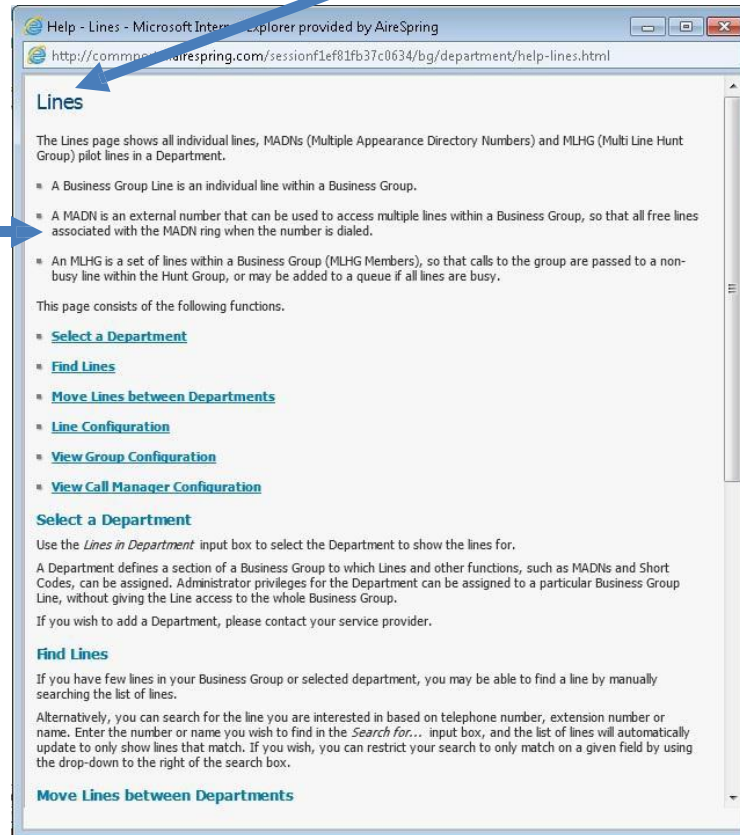 Help - Lines - Microsoft Internet Explorer provided by AireSpring
airespring.com/sessionf1ef81fb37c0634/bg/department/help-lines.html
Lines
The Lines page shows all individual lines, MADNs (Multiple Appearance Directory Numbers) and MLHG (Multi Line Hunt
Group) pilot lines in a Department.
A Business Group Line is an individual line within a Business Group.
A MADN is an external number that can be used to access multiple lines within a Business Group, so that all free lines
associated with the MADN ring when the number is dialed.
An MLHG is a set of lines within a Business Group (MLHG Members), so that calls to the group are passed to a non-
busy line within the Hunt Group, or may be added to a queue if all lines are busy.
This page consists of the following functions.
Select a Department
Find Lines
Move Lines between Departments
Line Configuration
View Group Configuration
View Call Manager Configuration
Select a Department
Use the Lines in Department input box to select the Department to show the lines for.
A Department defines a section of a Business Group to which Lines and other functions, such as MADNs and Short
Codes, can be assigned. Administrator privileges for the Department can be assigned to a particular Business Group
Line, without giving the Line access to the whole Business Group.
If you wish to add a Department, please contact your service provider.
Find Lines
If you have few lines in your Business Group or selected department, you may be able to find a line by manually
searching the list of lines.
Alternatively, you can search for the line you are interested in based on telephone number, extension number or
name. Enter the number or name you wish to find in the Search for... input box, and the list of lines will automatically
update to only show lines that match. If you wish, you can restrict your search to only match on a given field by using
the drop-down to the right of the search box.
Move Lines between Departments